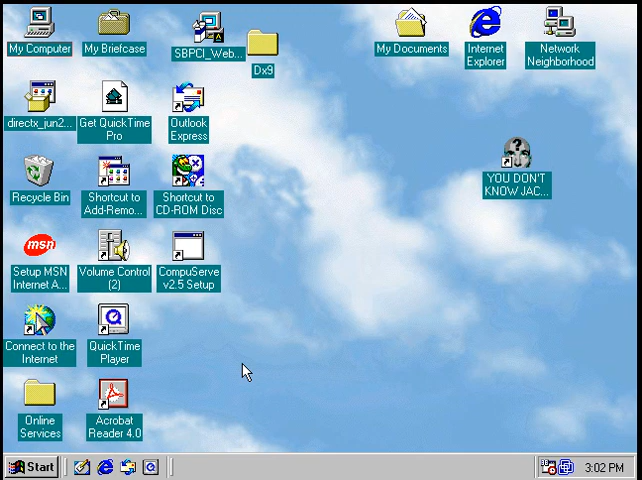 My Computer
My Briefcase
SBPCI_Web...
Dx9
My Documents
Internet
Explorer
Network
Neighborhood
directx_jun2...
Get QuickTime
Pro
Outlook
Express
?
YOU DON'T
KNOW JAC...
Recycle Bin
Shortcut to
Add-Remo...
Shortcut to
CD-ROM Disc
msn
Setup MSN
Internet A...
Volume Control
(2)
CompuServe
v2.5 Setup
Connect to the
Internet
QuickTime
Player
Online
Services
Acrobat
Reader 4.0
Start
3:02 PM